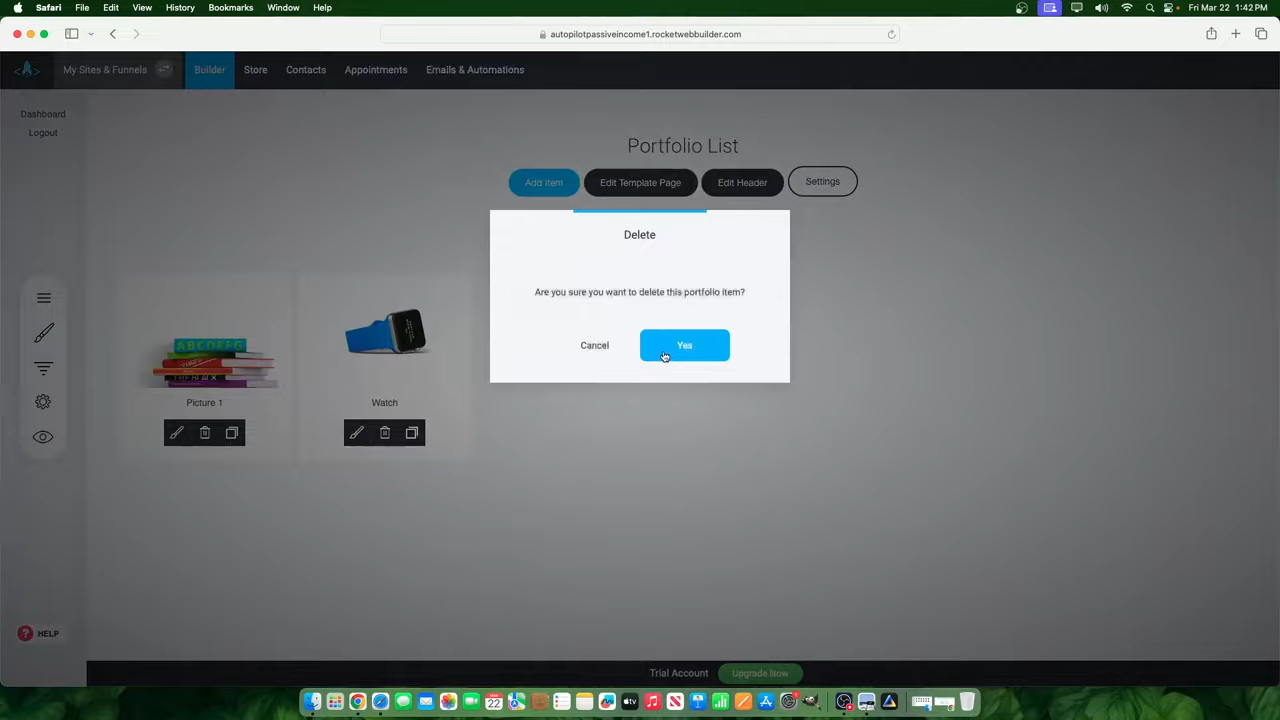 Safari File Edit View History Bookmarks Window Help Fri Mar 22 1:42 PM
autopilotpassiveincome1.rocketwebbuilder.com
My Sites & Funnels Builder Store Contacts Appointments Emails & Automations
Dashboard
Logout
Portfolio List
Add Item Edit Template Page Edit Header Settings
Delete
Are you sure you want to delete this portfolio item?
Cancel Yes
ABCDEFG
Picture 1 Watch
? HELP
Trial Account Upgrade Now
22